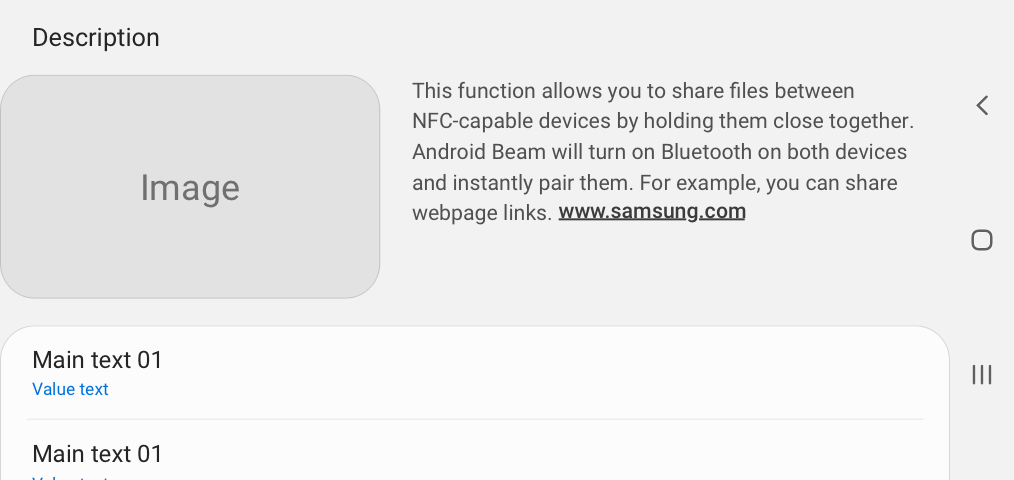 Description
Image
This function allows you to share files between
NFC-capable devices by holding them close together.
Android Beam will turn on Bluetooth on both devices
and instantly pair them. For example, you can share
webpage links. www.samsung.com
Main text 01
Value text
Main text 01